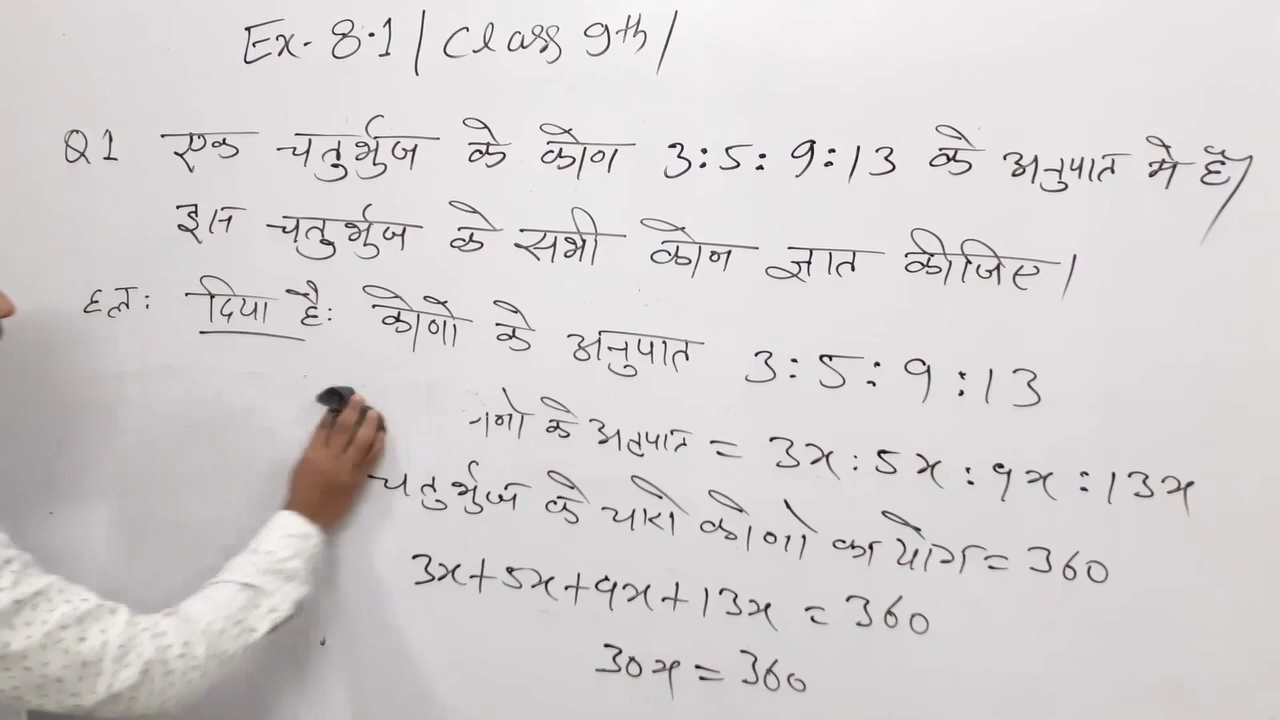 Ex-8.1/Class 9th/
Q1 एक चतुर्भुज के कोण 3:5:9:13 के अनुपात मे हैं/
इस चतुर्भुज के सभी कोन ज्ञात कीजिए।
हल: दिया है: कोणो के अनुपात 3:5:9:13
के अनुपात = 3x:5x:9x:13x
चतुर्भुज के चारो कोणो का योग = 360
3x+5x+9x+13x = 360
30x = 360